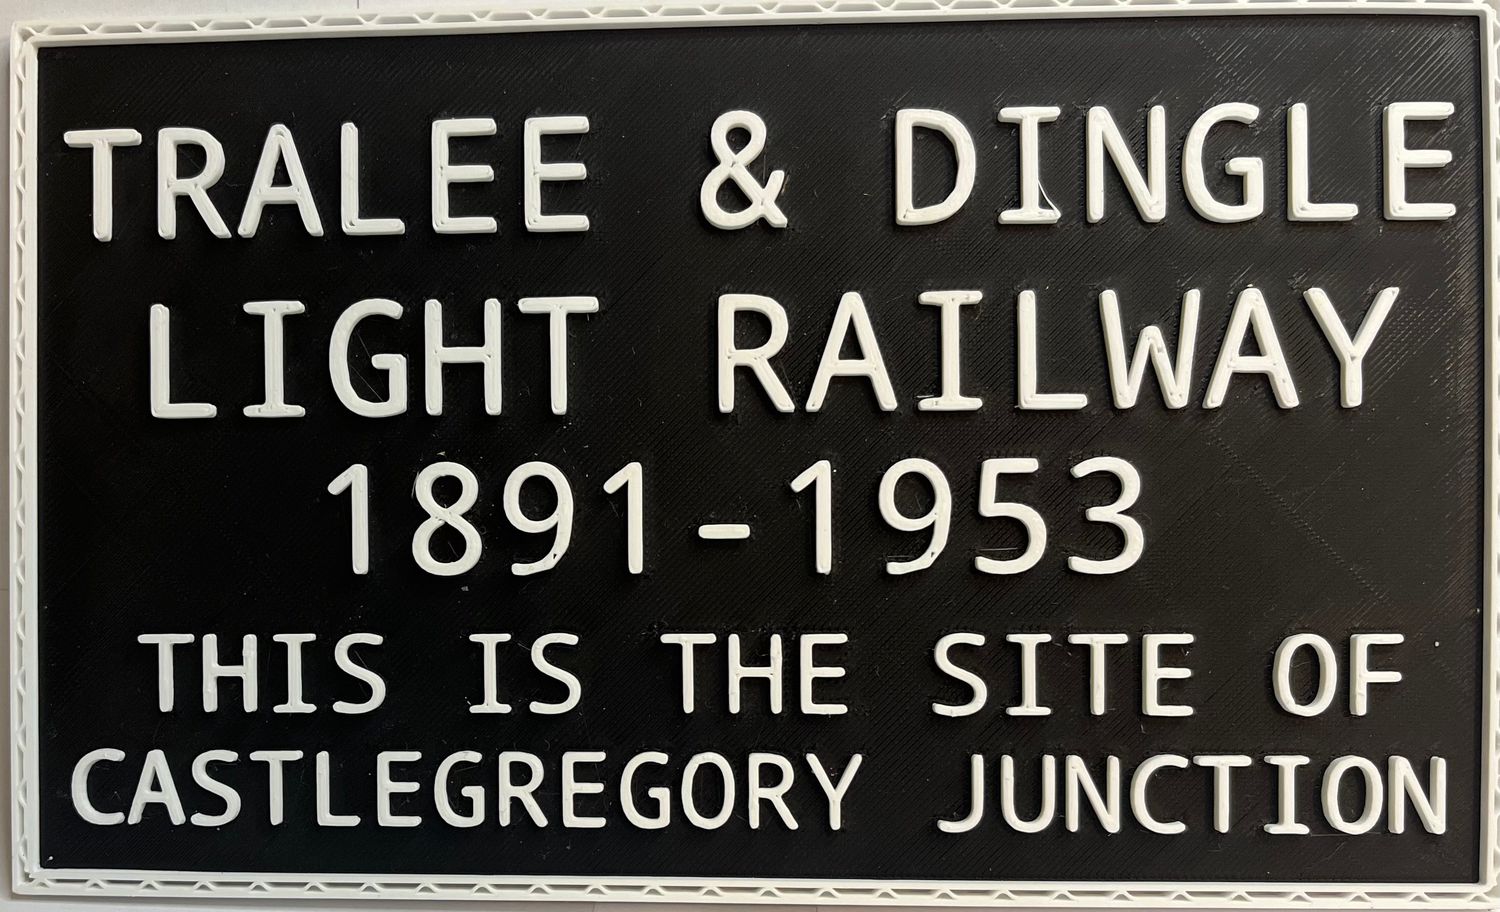 TRALEE & DINGLE
LIGHT RAILWAY
1891-1953
THIS IS THE SITE OF
CASTLEGREGORY JUNCTION